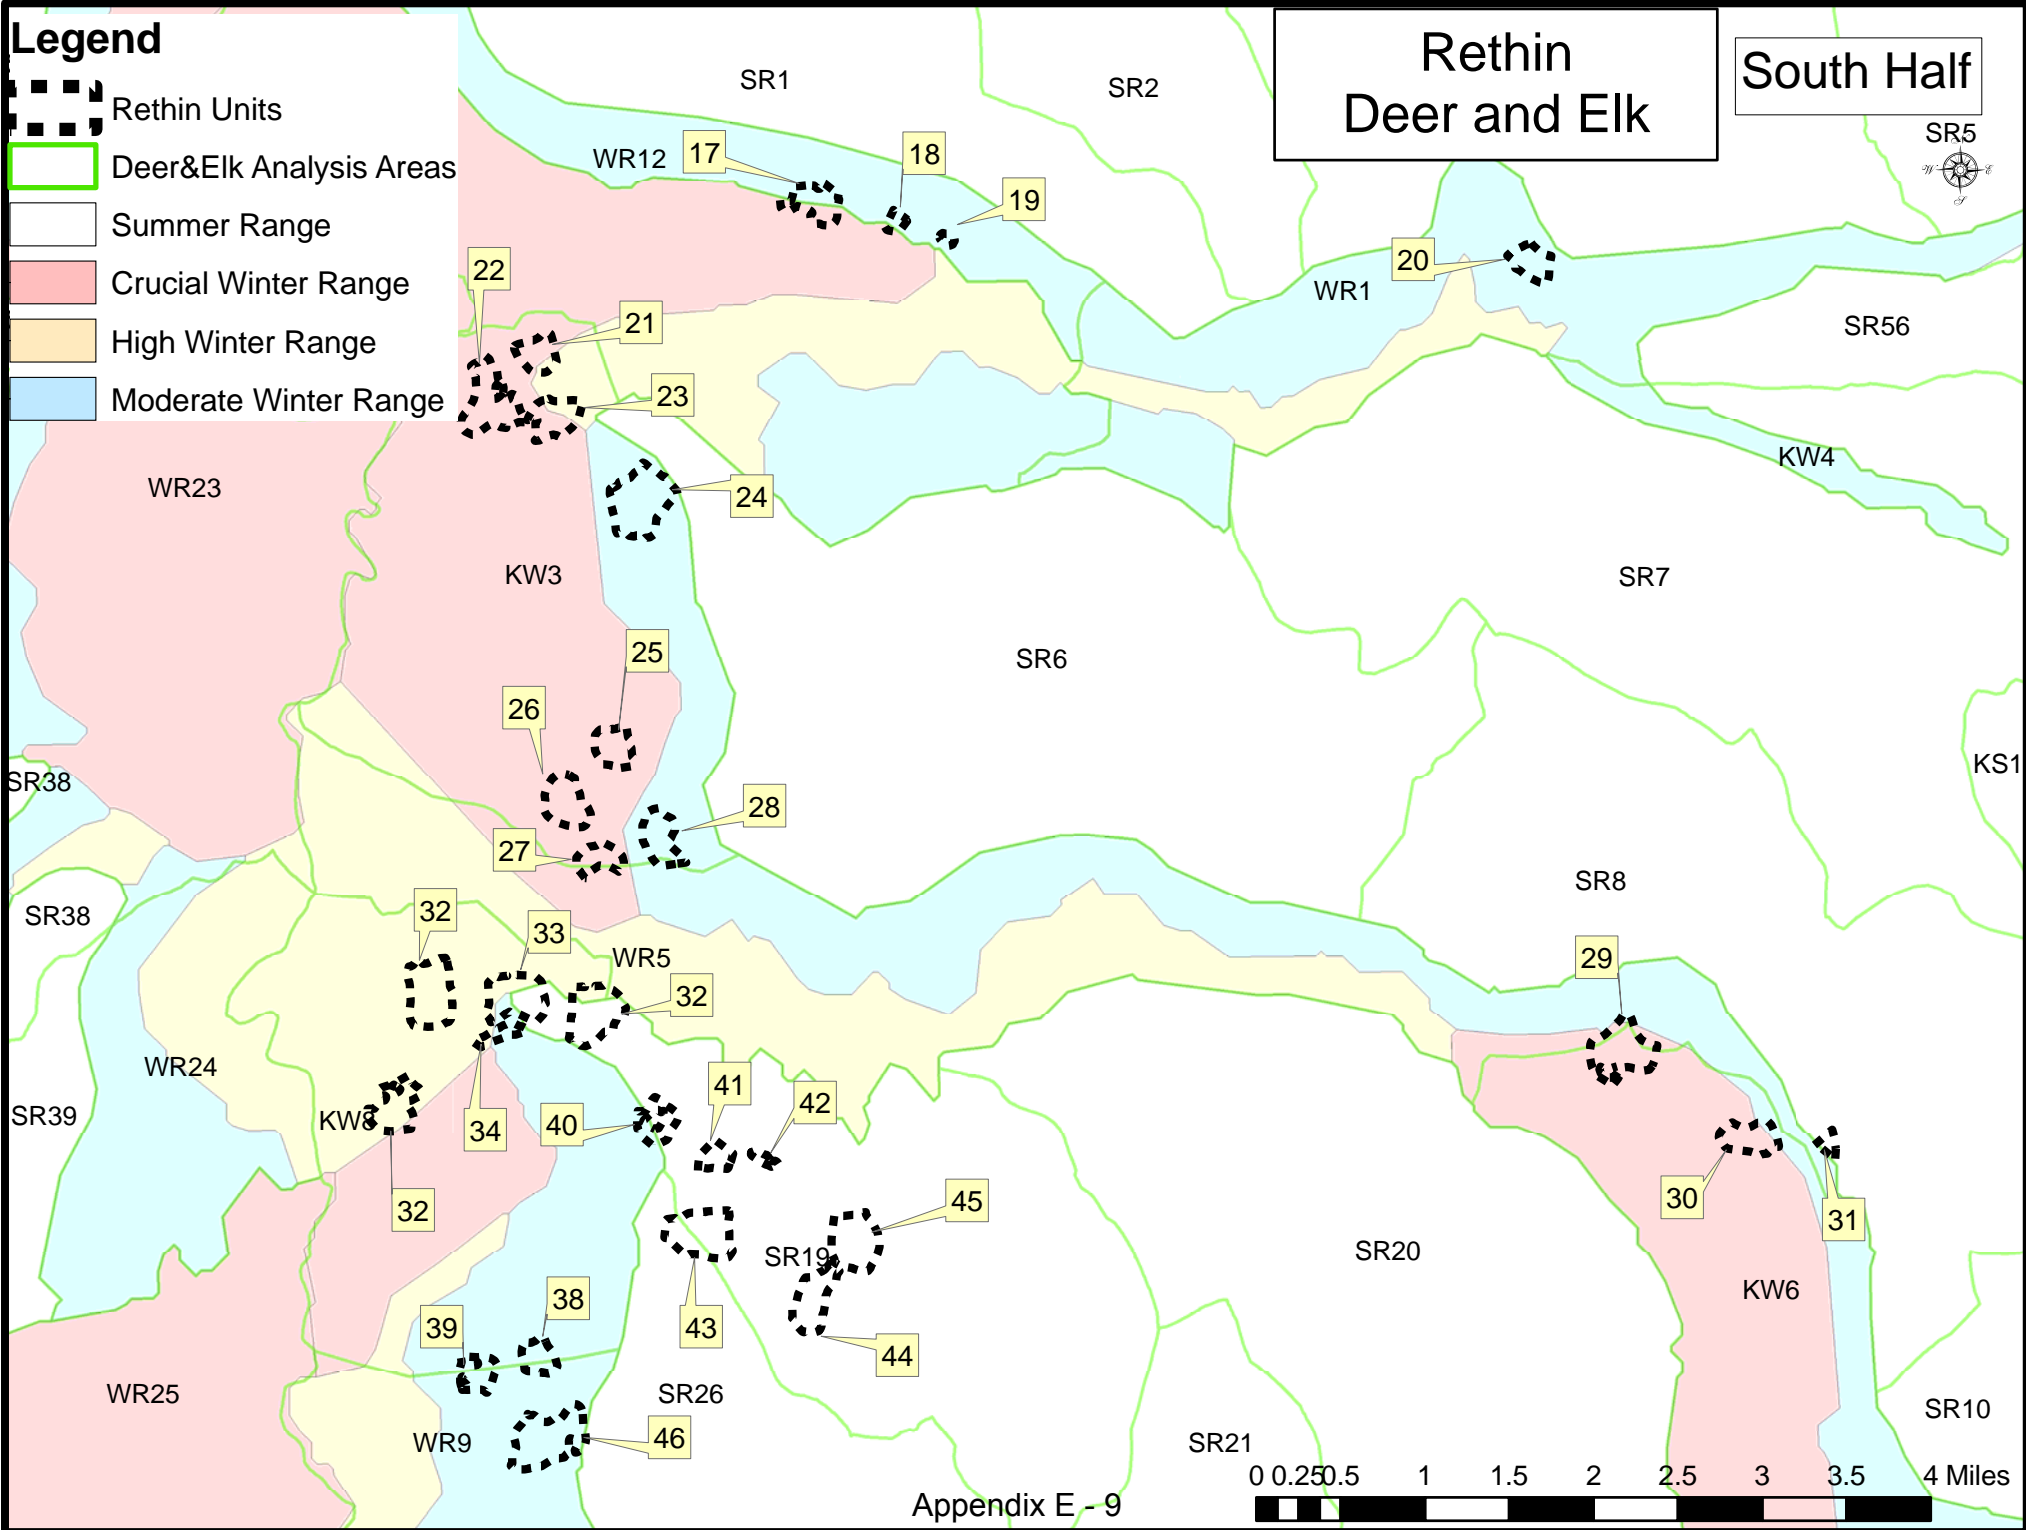 Legend
Rethin Units
Deer&Elk Analysis Areas
Summer Range
Crucial Winter Range
High Winter Range
Moderate Winter Range
Rethin
Deer and Elk
South Half
SR1
SR2
SR5
N
W
E
S
WR12
17
18
19
20
WR1
SR56
22
21
23
24
KW4
WR23
KW3
SR7
25
SR6
26
SR38
28
KS1
27
SR8
SR38
32
33
WR5
29
32
WR24
SR39
KW8
34
40
41
42
30
31
32
45
SR19
SR20
KW6
38
39
43
44
WR25
SR26
SR10
WR9
46
SR21
0 0.25 0.5 1 1.5 2 2.5 3 3.5 4 Miles
Appendix E - 9